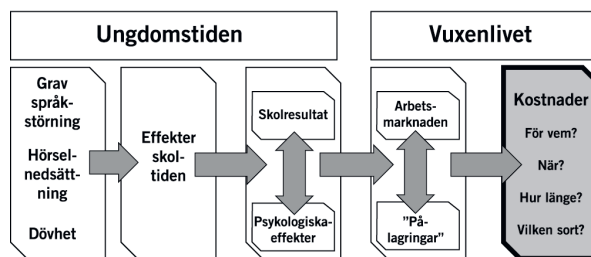 Ungdomstiden
Vuxenlivet
Grav
språk-
störning
Hörsel-
nedsätt-
ning
Dövhet
Effekter
skol-
tiden
Skolresultat
Psykologiska-
effekter
Arbets-
marknaden
”På-
lagringar”
Kostnader
För vem?
När?
Hur länge?
Vilken sort?